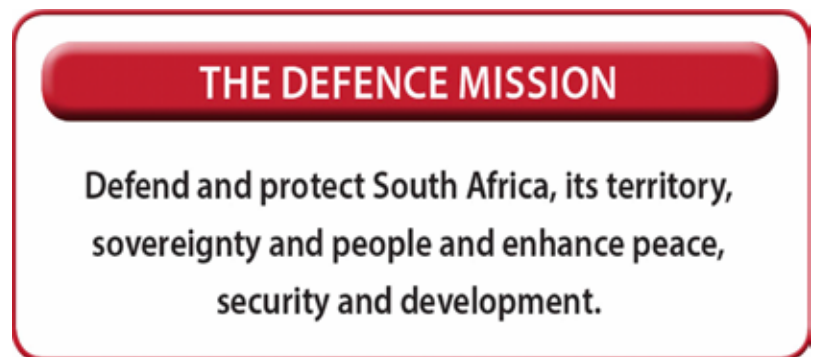 THE DEFENCE MISSION
Defend and protect South Africa, its territory,
sovereignty and people and enhance peace,
security and development.